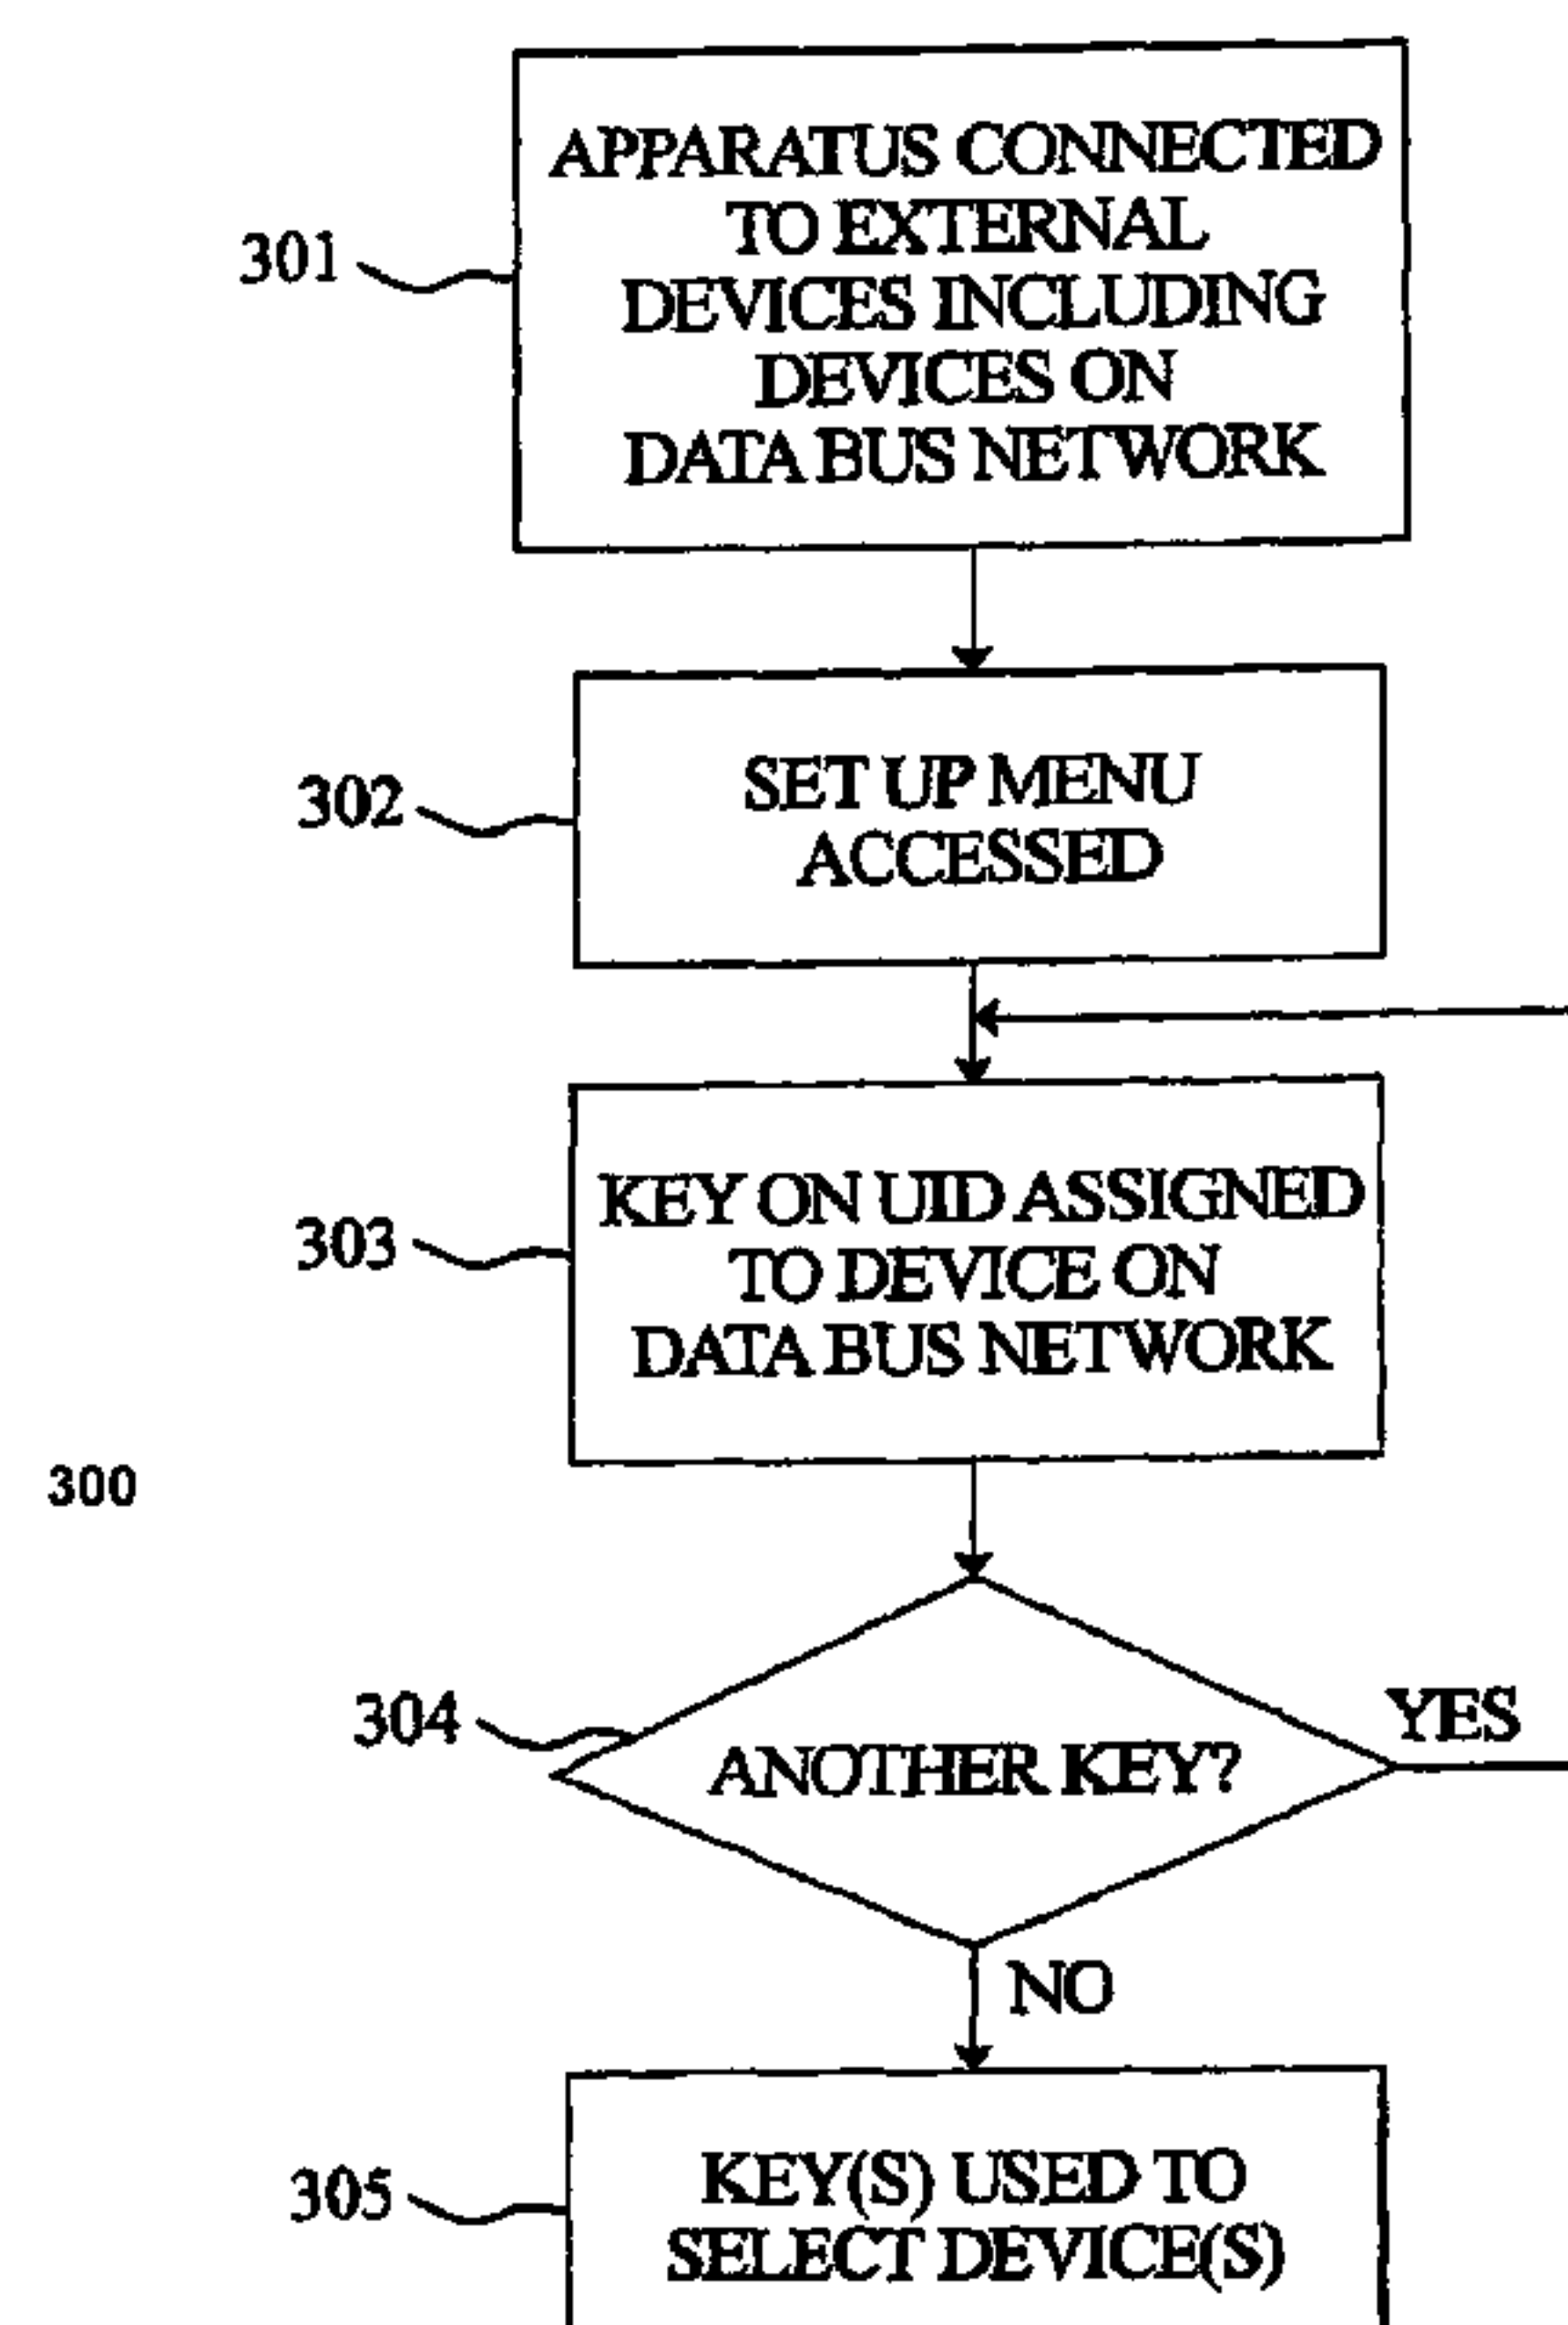 APPARATUS CONNECTED
TO EXTERNAL
DEVICES INCLUDING
DEVICES ON
DATA BUS NETWORK
301
SET UP MENU
ACCESSED
302
KEY ON UID ASSIGNED
TO DEVICE ON
DATA BUS NETWORK
303
300
304
ANOTHER KEY?
YES
NO
KEY(S) USED TO
SELECT DEVICE(S)
305